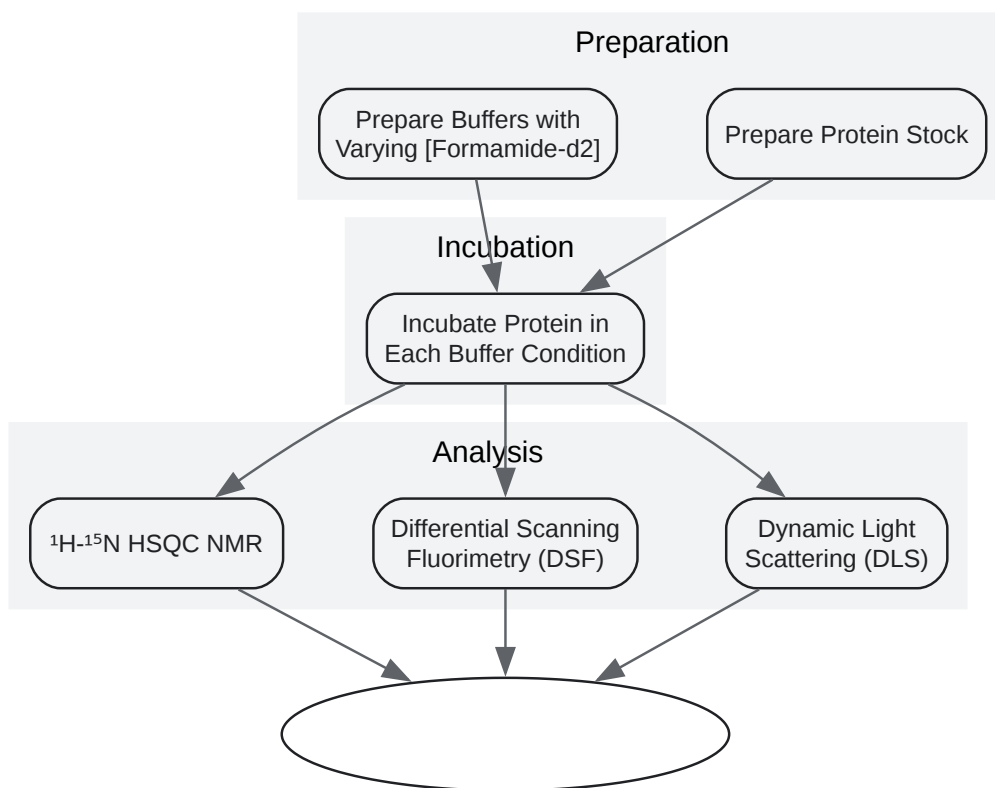 Preparation
Prepare Buffers with
Varying [Formamide-d2]
Prepare Protein Stock
Incubation
Incubate Protein in
Each Buffer Condition
Analysis
¹H-¹⁵N HSQC NMR
Differential Scanning
Fluorimetry (DSF)
Dynamic Light
Scattering (DLS)